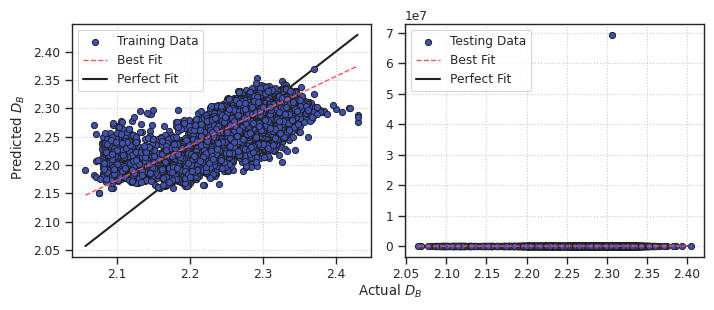 1e7
Training Data
Best Fit
Perfect Fit
Testing Data
Best Fit
Perfect Fit
Predicted D_B
2.40
2.35
2.30
2.25
2.20
2.15
2.10
2.05
2.1 2.2 2.3 2.4
7
6
5
4
3
2
1
0
2.05 2.10 2.15 2.20 2.25 2.30 2.35 2.40
Actual D_B